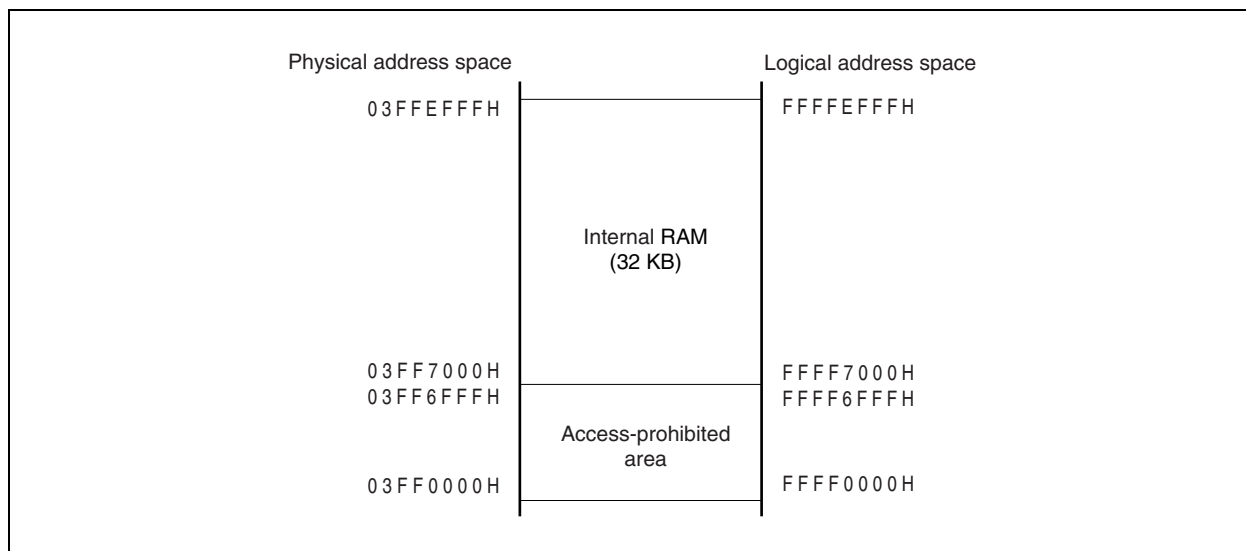 Physical address space Logical address space
03FFEFFFH FFFFEFFFH
Internal RAM
(32 KB)
03FF7000H FFFF7000H
03FF6FFFH FFFF6FFFH
Access-prohibited
area
03FF0000H FFFF0000H